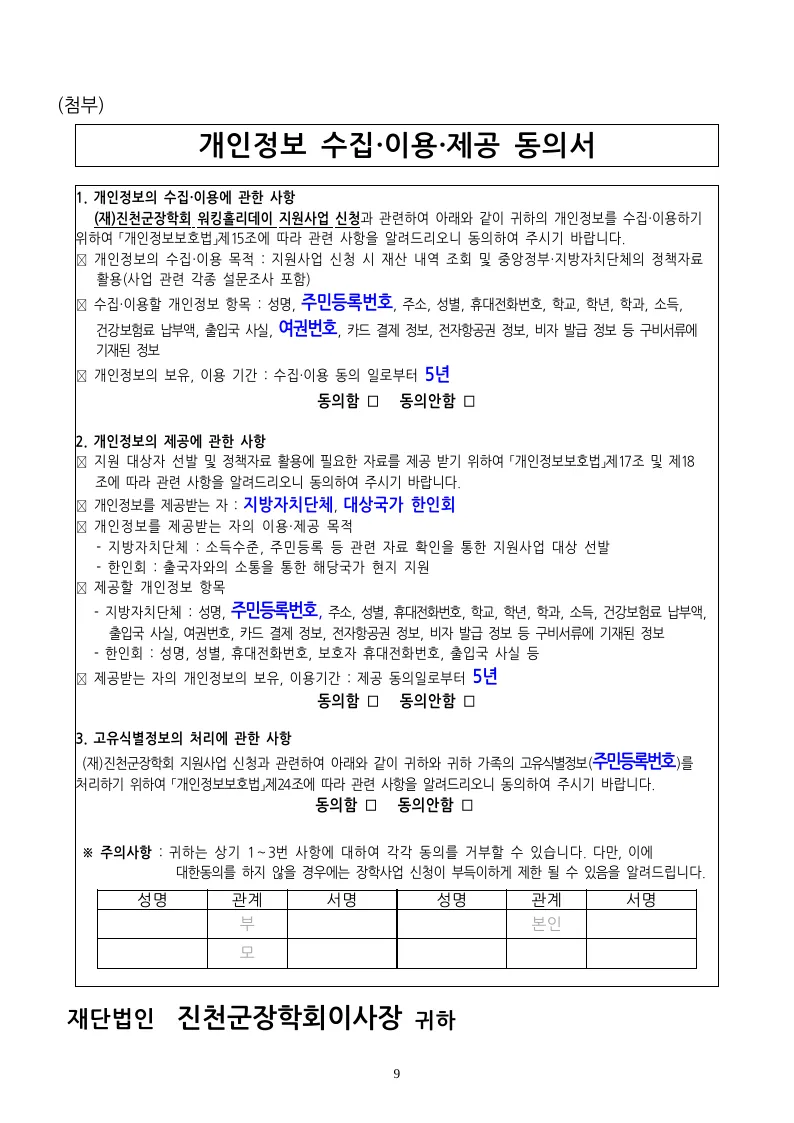 (첨부)
개인정보 수집·이용·제공 동의서
1. 개인정보의 수집·이용에 관한 사항
(재)진천군장학회 워킹홀리데이 지원사업 신청과 관련하여 아래와 같이 귀하의 개인정보를 수집·이용하기
위하여 ｢개인정보보호법｣제15조에 따라 관련 사항을 알려드리오니 동의하여 주시기 바랍니다.
개인정보의 수집·이용 목적 : 지원사업 신청 시 재산 내역 조회 및 중앙정부·지방자치단체의 정책자료
활용(사업 관련 각종 설문조사 포함)
수집·이용할 개인정보 항목 : 성명, 주민등록번호, 주소, 성별, 휴대전화번호, 학교, 학년, 학과, 소득,
건강보험료 납부액, 출입국 사실, 여권번호, 카드 결제 정보, 전자항공권 정보, 비자 발급 정보 등 구비서류에
기재된 정보
개인정보의 보유, 이용 기간 : 수집·이용 동의 일로부터 5년
동의함 □ 동의안함 □
2. 개인정보의 제공에 관한 사항
지원 대상자 선발 및 정책자료 활용에 필요한 자료를 제공 받기 위하여 ｢개인정보보호법｣제17조 및 제18
조에 따라 관련 사항을 알려드리오니 동의하여 주시기 바랍니다.
개인정보를 제공받는 자 : 지방자치단체, 대상국가 한인회
개인정보를 제공받는 자의 이용·제공 목적
- 지방자치단체 : 소득수준, 주민등록 등 관련 자료 확인을 통한 지원사업 대상 선발
- 한인회 : 출국자와의 소통을 통한 해당국가 현지 지원
제공할 개인정보 항목
- 지방자치단체 : 성명, 주민등록번호, 주소, 성별, 휴대전화번호, 학교, 학년, 학과, 소득, 건강보험료 납부액,
출입국 사실, 여권번호, 카드 결제 정보, 전자항공권 정보, 비자 발급 정보 등 구비서류에 기재된 정보
- 한인회 : 성명, 성별, 휴대전화번호, 보호자 휴대전화번호, 출입국 사실 등
제공받는 자의 개인정보의 보유, 이용기간 : 제공 동의일로부터 5년
동의함 □ 동의안함 □
3. 고유식별정보의 처리에 관한 사항
(재)진천군장학회 지원사업 신청과 관련하여 아래와 같이 귀하와 귀하 가족의 고유식별정보(주민등록번호)를
처리하기 위하여 ｢개인정보보호법｣제24조에 따라 관련 사항을 알려드리오니 동의하여 주시기 바랍니다.
동의함 □ 동의안함 □
※ 주의사항 : 귀하는 상기 1～3번 사항에 대하여 각각 동의를 거부할 수 있습니다. 다만, 이에
대한동의를 하지 않을 경우에는 장학사업 신청이 부득이하게 제한 될 수 있음을 알려드립니다.
성명 관계 서명 성명 관계 서명
부 본인
모
재단법인 진천군장학회이사장 귀하
9